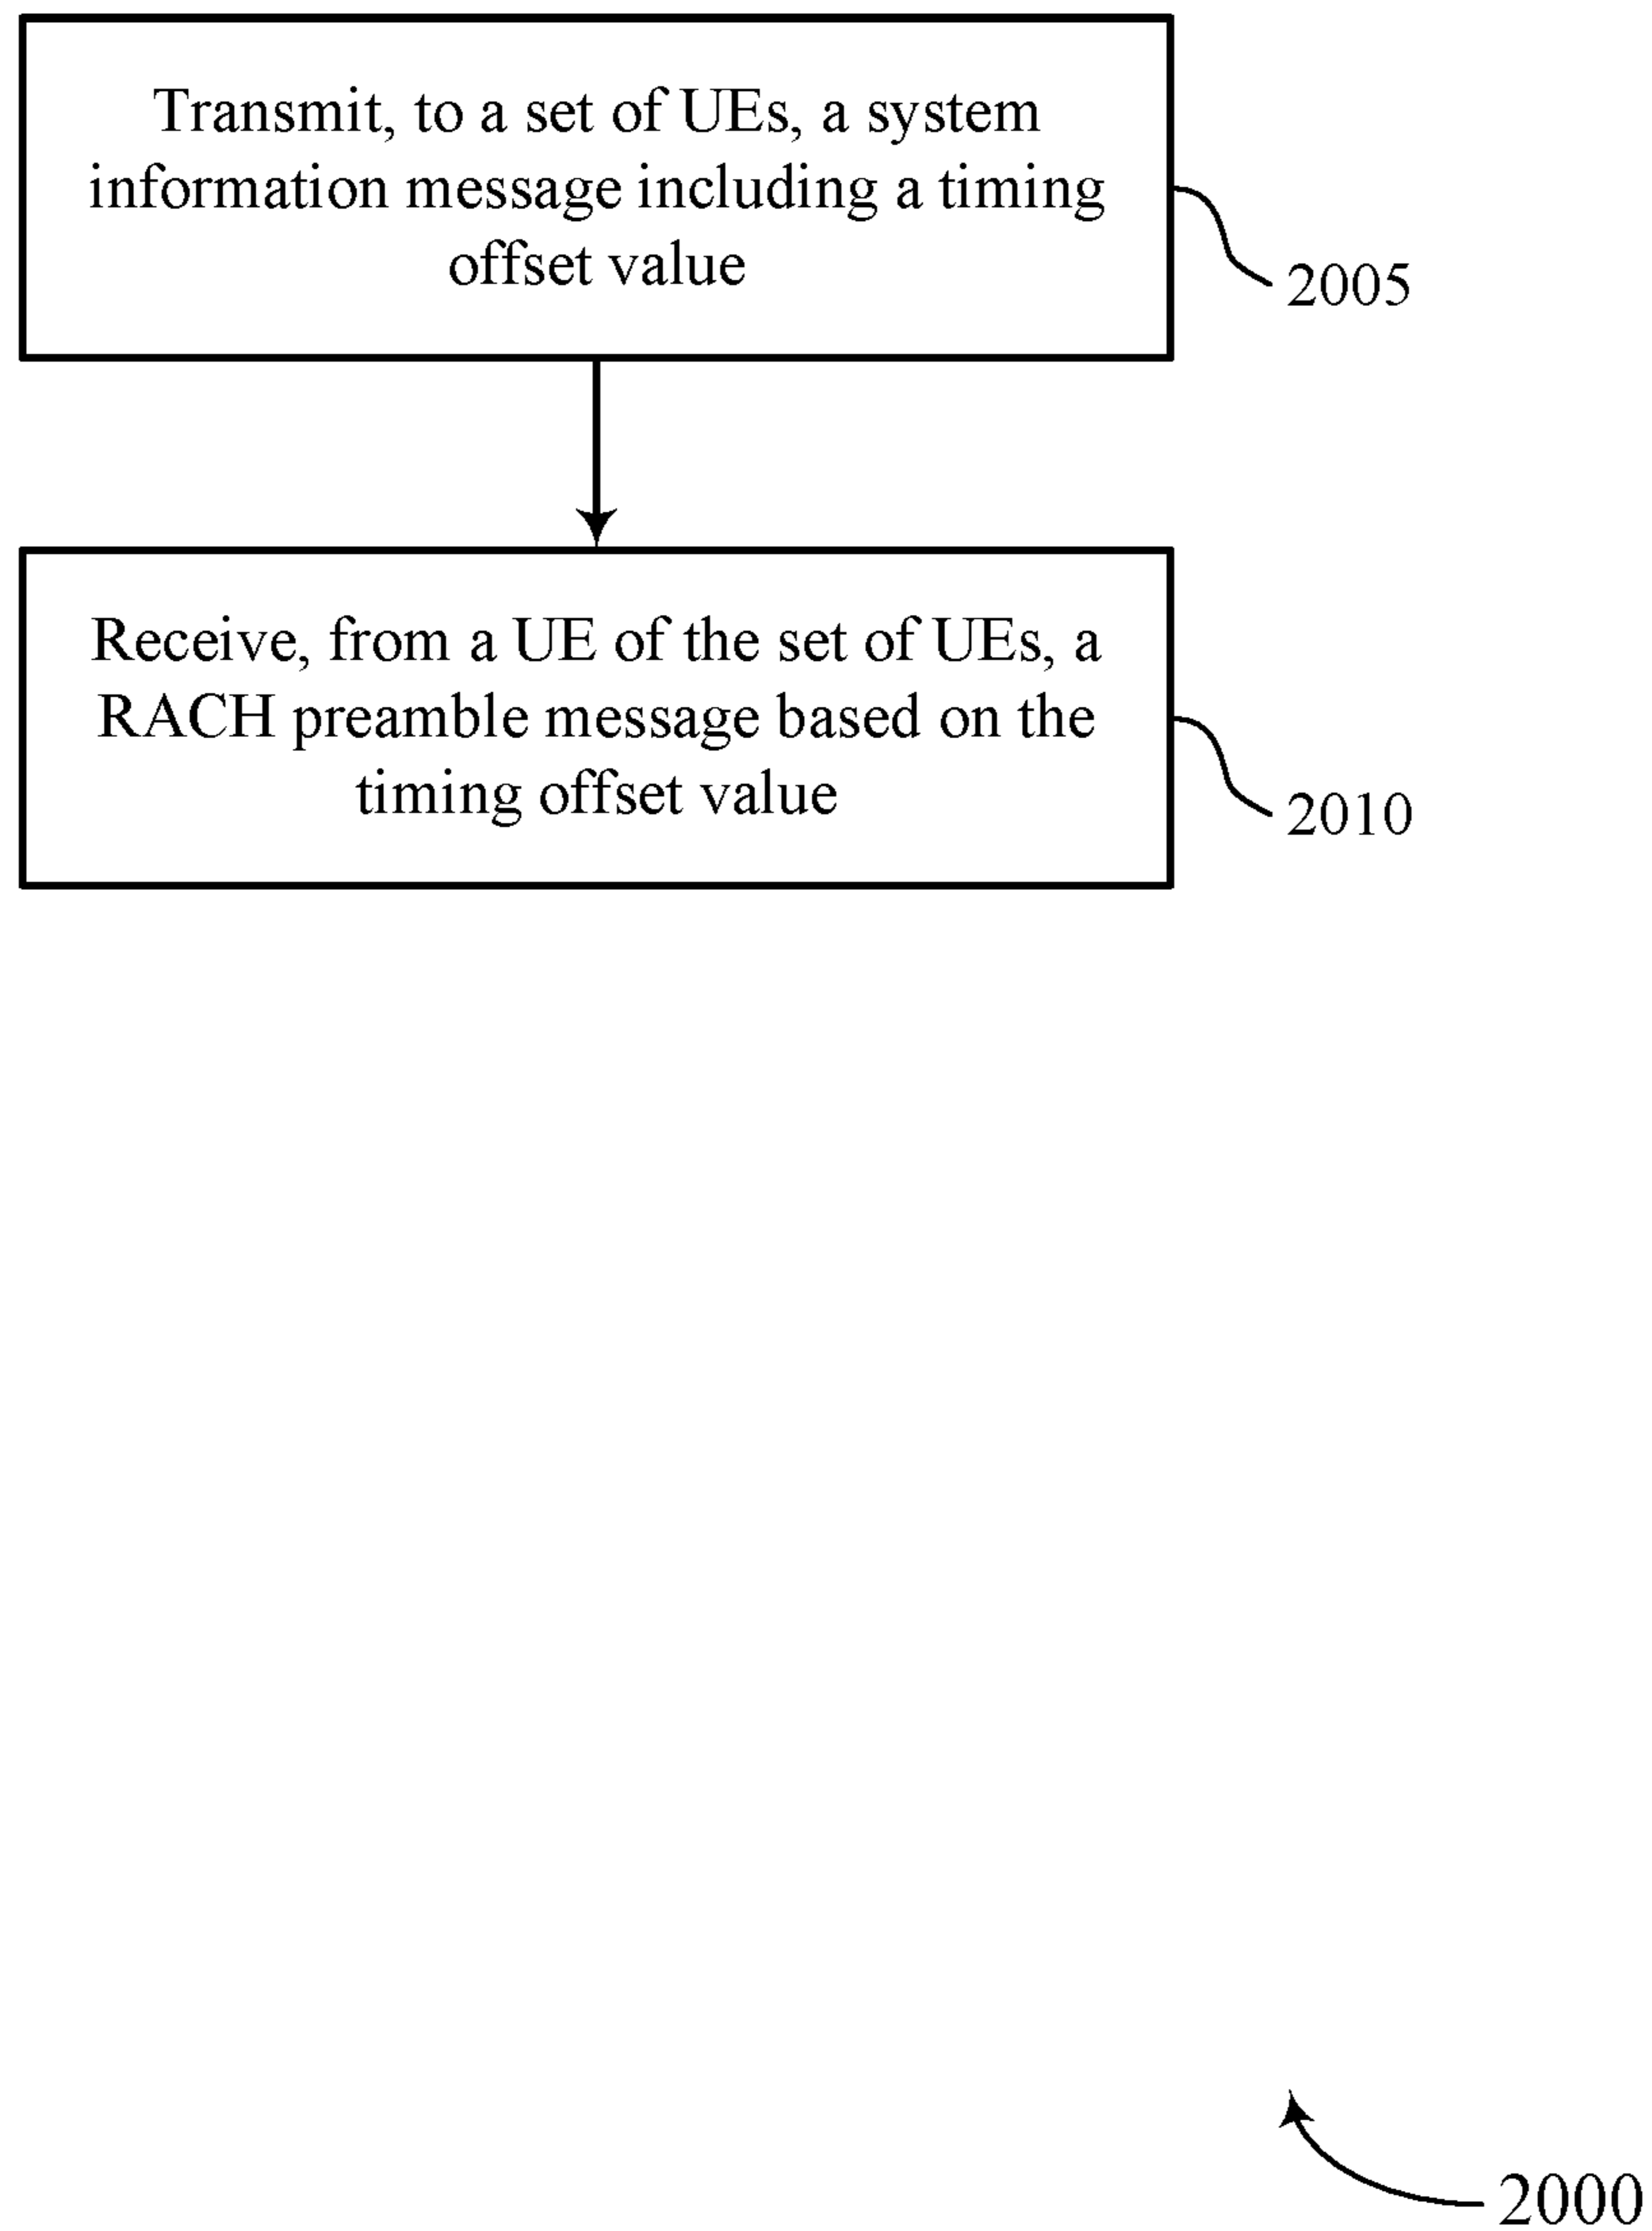 Transmit, to a set of UEs, a system
information message including a timing
offset value
2005
Receive, from a UE of the set of UEs, a
RACH preamble message based on the
timing offset value
2010
2000